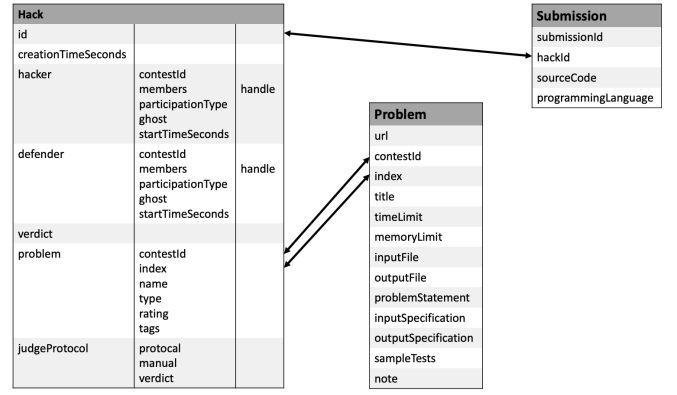 Hack
id
creationTimeSeconds
hacker
contestId
members
handle
participationType
ghost
startTimeSeconds
defender
contestId
members
handle
participationType
ghost
startTimeSeconds
verdict
problem
contestId
index
name
type
rating
tags
judgeProtocol
protocal
manual
verdict
Problem
url
contestId
index
title
timeLimit
memoryLimit
inputFile
outputFile
problemStatement
inputSpecification
outputSpecification
sampleTests
note
Submission
submissionId
hackId
sourceCode
programmingLanguage